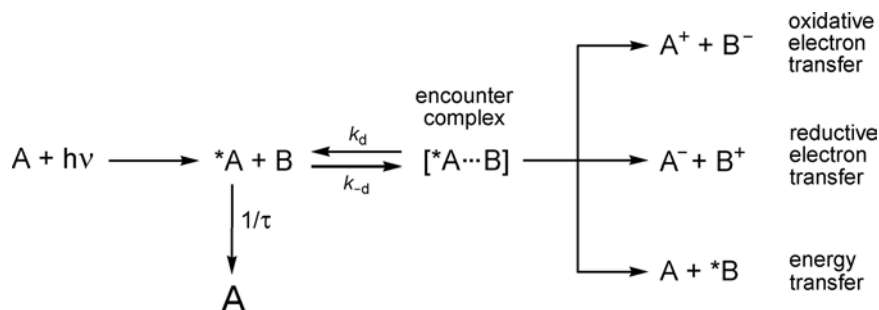 oxidative
electron
transfer
A⁺ + B⁻
encounter
complex
A + hν
*A + B
k_d
k_–d
[*A···B]
A⁻ + B⁺
reductive
electron
transfer
1/τ
A
A + *B
energy
transfer